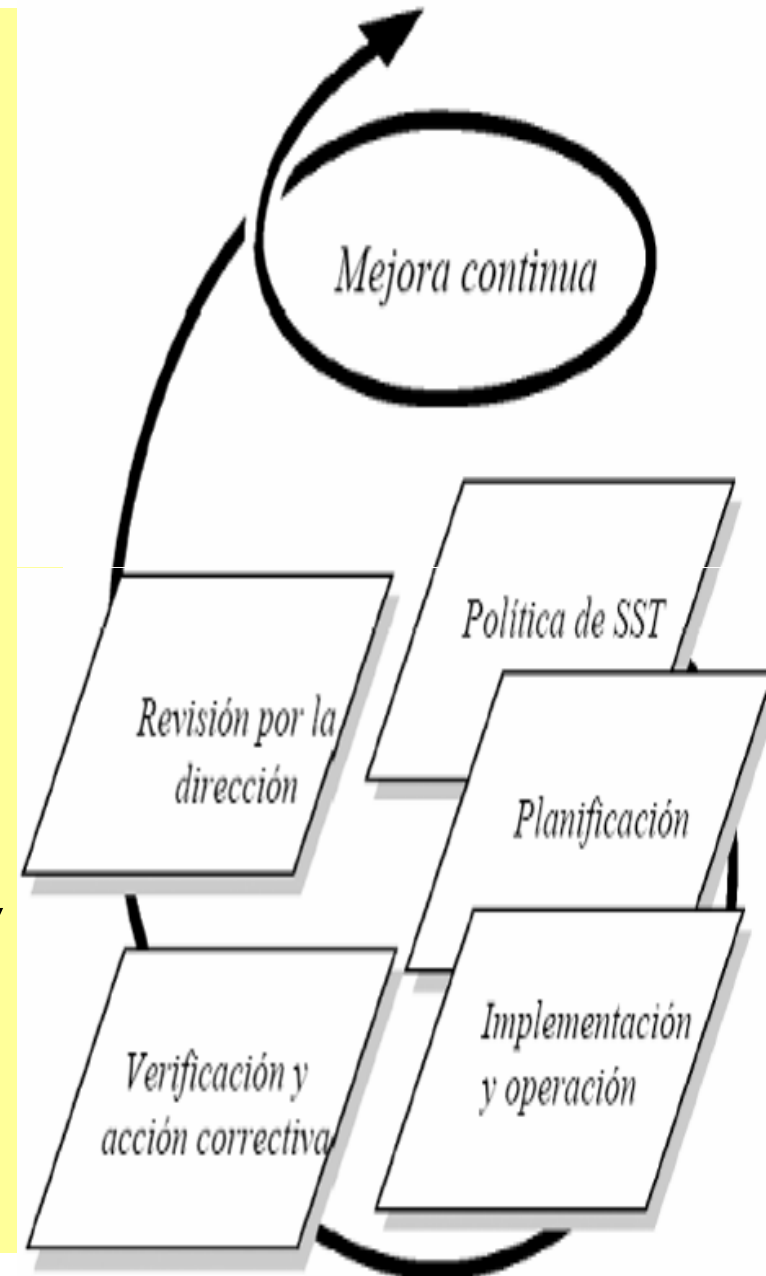 Mejora continua
Política de SST
Planificación
Implementación
y operación
Verificación y
acción correctiva
Revisión por la
dirección